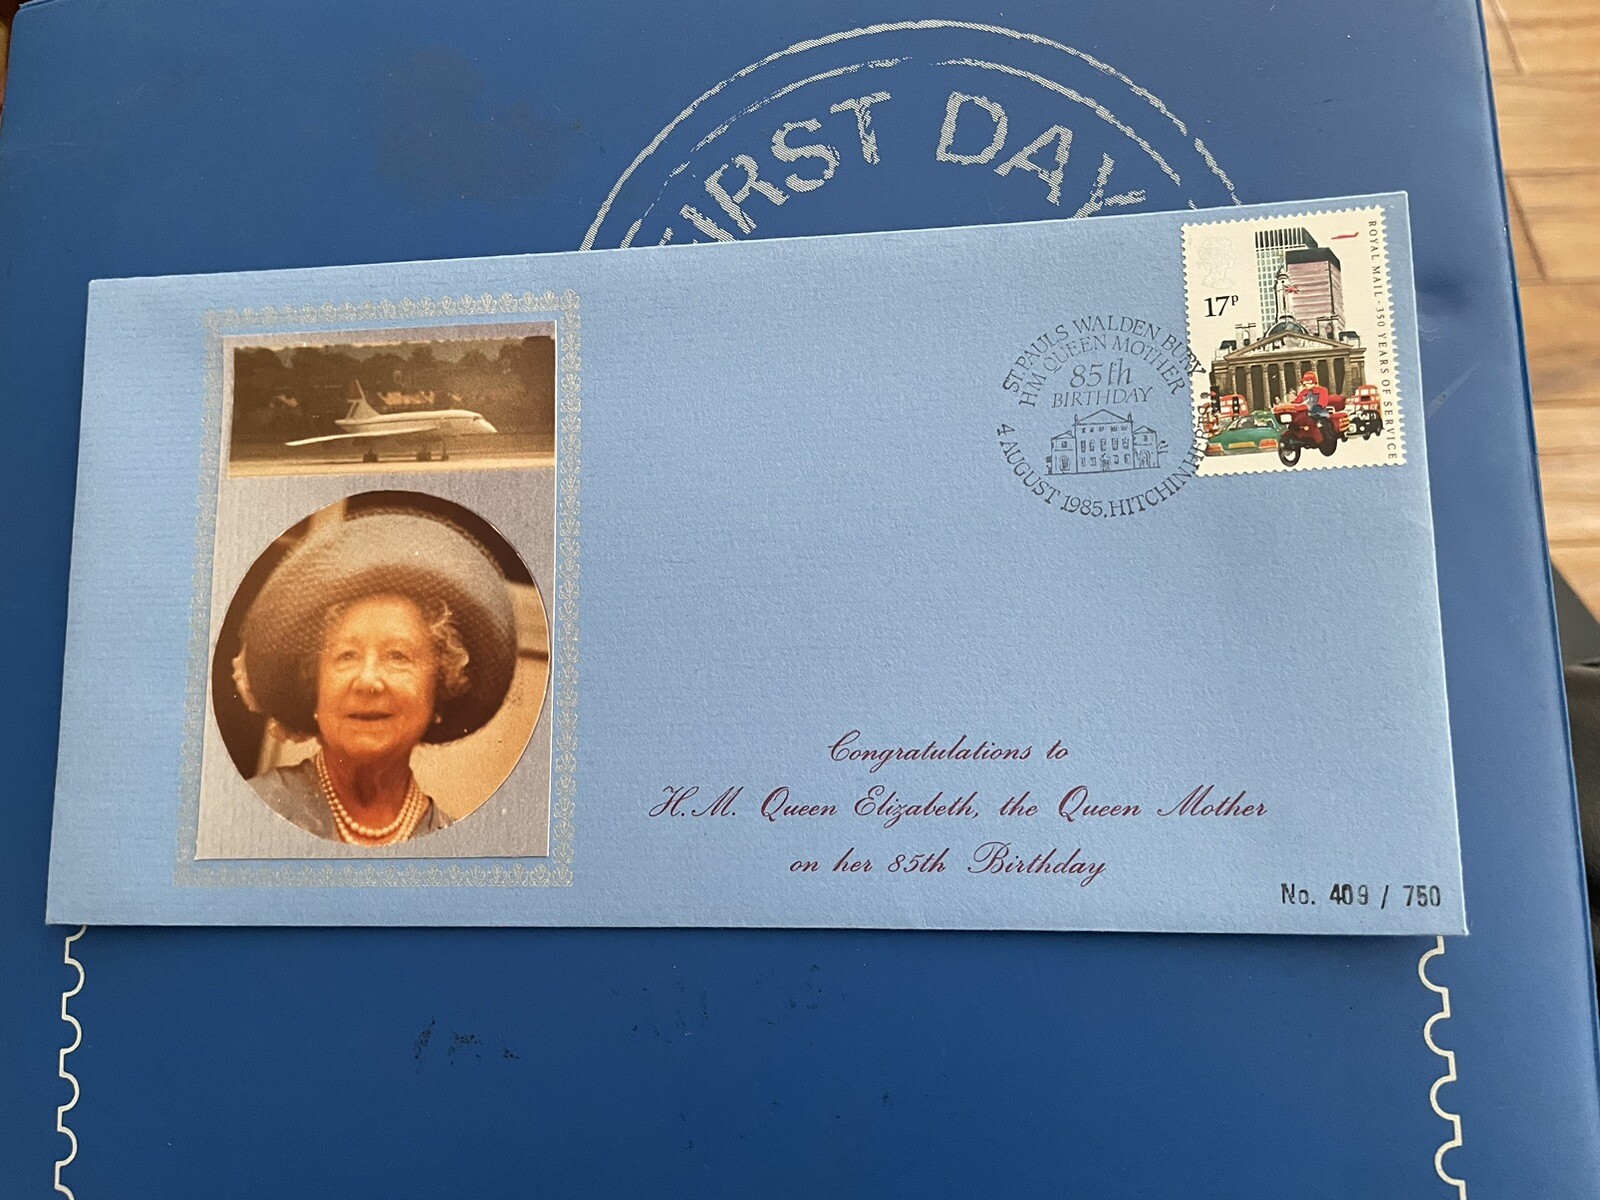 FIRST DAY
ROYAL MAIL · 350 YEARS OF SERVICE
17P
ST PAULS WALDEN BURY
H.M. QUEEN MOTHER
85th
BIRTHDAY
4 AUGUST 1985, HITCHIN, HERTS
Congratulations to
H.M. Queen Elizabeth, the Queen Mother
on her 85th Birthday
No. 409 / 750